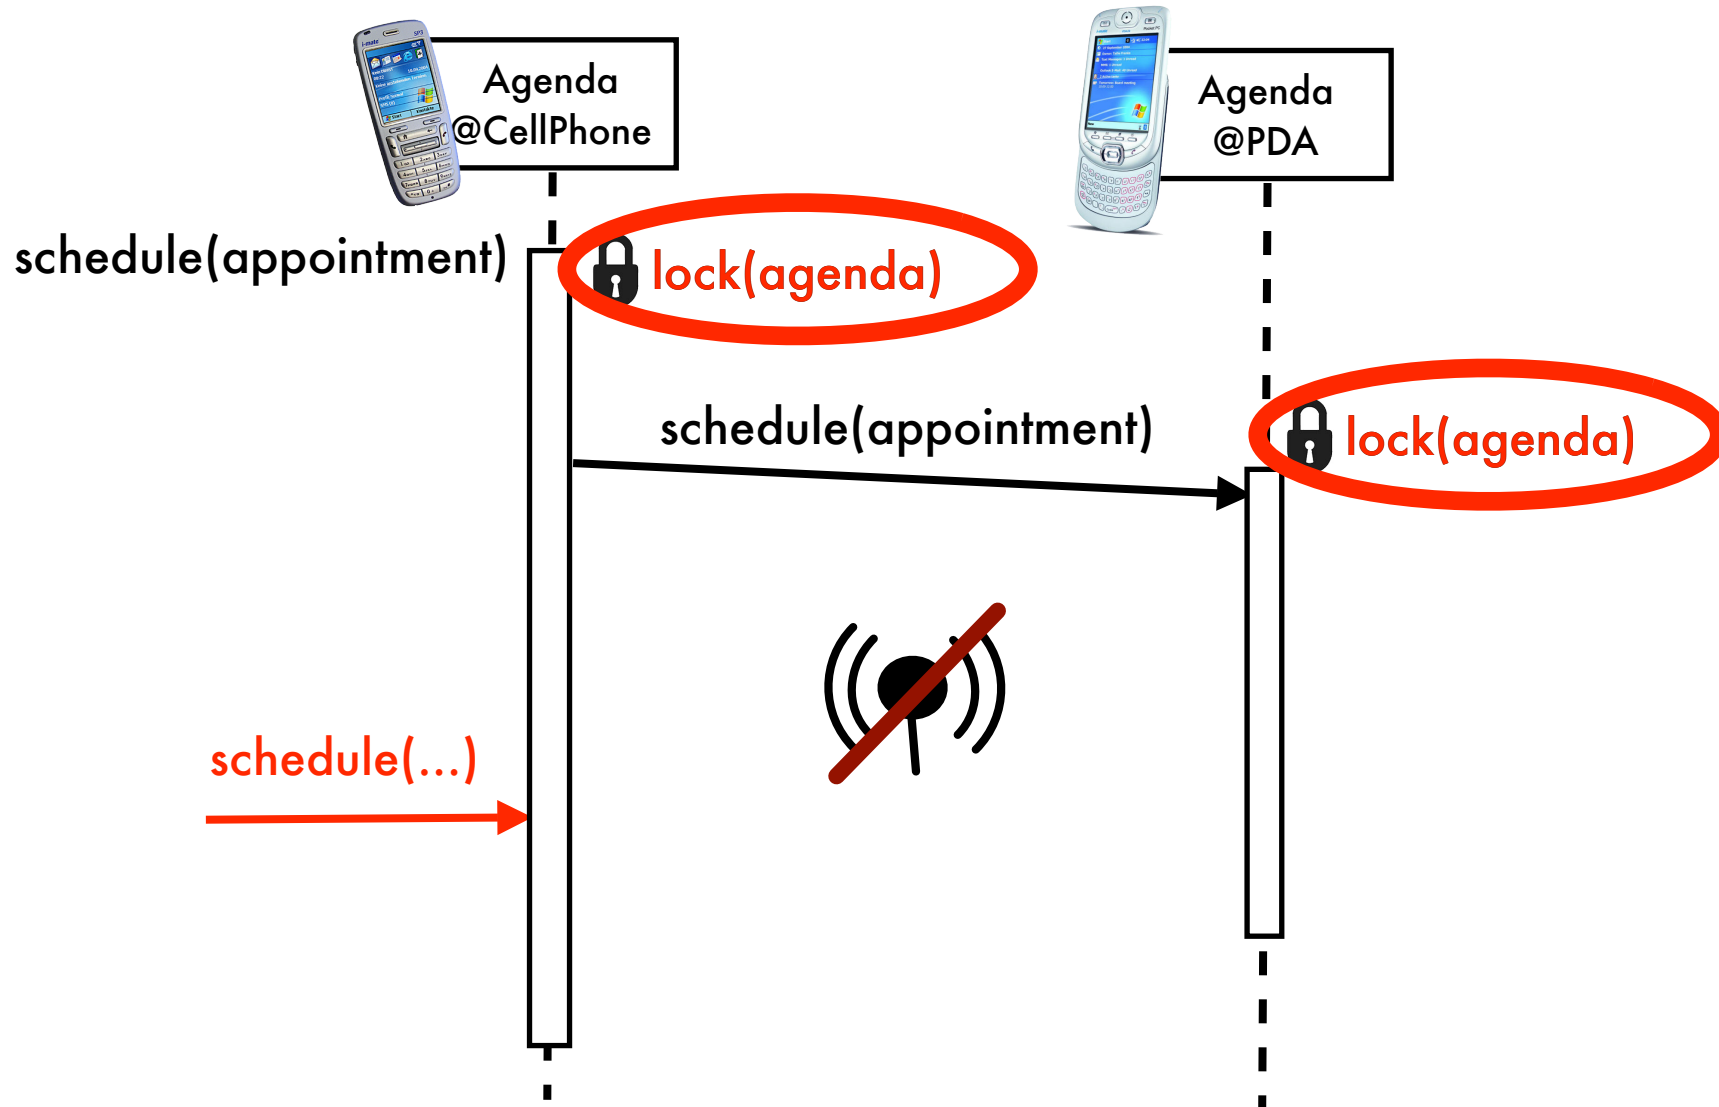 Agenda
@CellPhone
Agenda
@PDA
schedule(appointment)
lock(agenda)
schedule(appointment)
lock(agenda)
schedule(...)